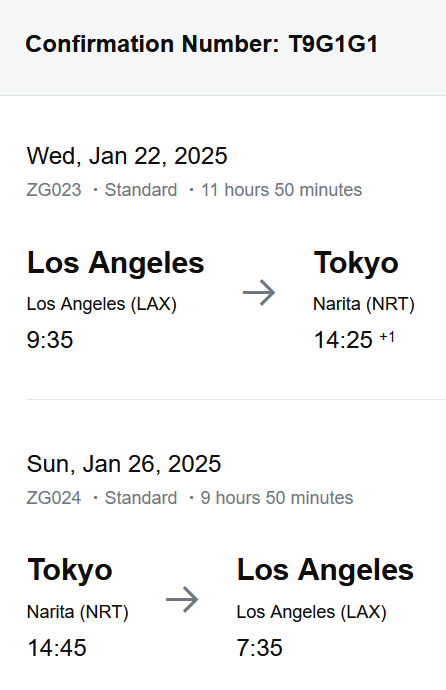 Confirmation Number: T9G1G1
Wed, Jan 22, 2025
ZG023 ・Standard ・11 hours 50 minutes
Los Angeles → Tokyo
Los Angeles (LAX) Narita (NRT)
9:35 14:25 +1
Sun, Jan 26, 2025
ZG024 ・Standard ・9 hours 50 minutes
Tokyo → Los Angeles
Narita (NRT) Los Angeles (LAX)
14:45 7:35